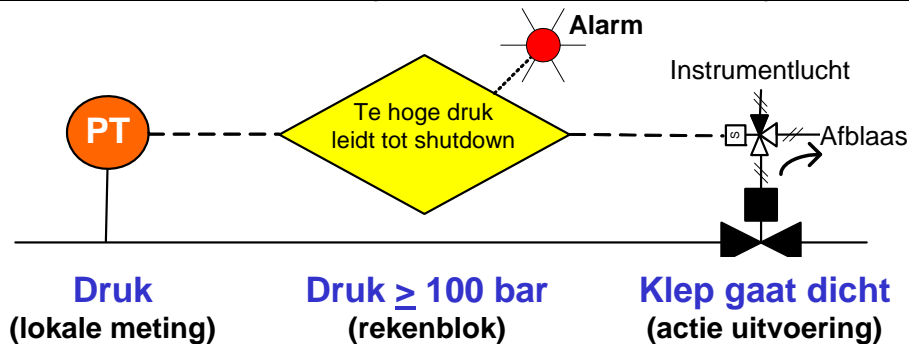 Alarm
Instrumentlucht
PT
Te hoge druk
leidt tot shutdown
S
Afblaas
Druk
(lokale meting)
Druk ≥ 100 bar
(rekenblok)
Klep gaat dicht
(actie uitvoering)